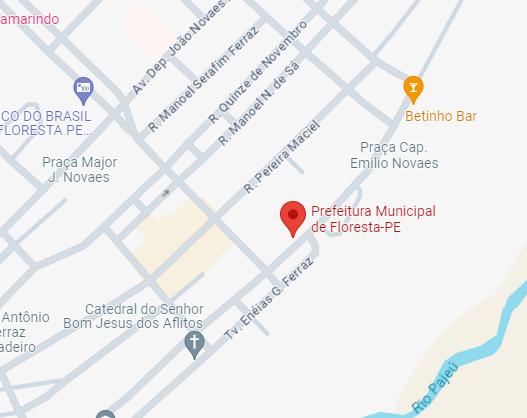 amarindo
Av. Dep. João Novaes
R. Manoel Serafim Ferraz
R. Quinze de Novembro
R. Manoel N. de Sá
CO DO BRASIL
FLORESTA PE...
Betinho Bar
Praça Major
J. Novaes
R. Pereira Maciel
Praça Cap.
Emilio Novaes
Prefeitura Municipal
de Floresta-PE
Tv. Enéias G. Ferraz
Catedral do Senhor
Bom Jesus dos Aflitos
Antônio
erraz
adeiro
Rio Pajeú